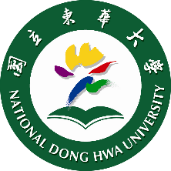 國立東華大學
NATIONAL DONG HWA UNIVERSITY